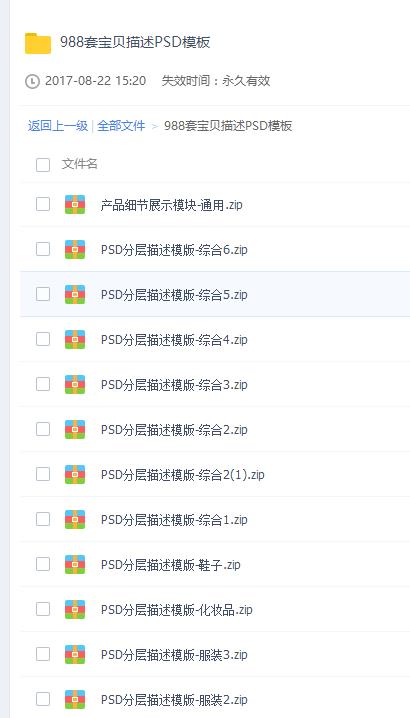 988套宝贝描述PSD模板
2017-08-22 15:20 失效时间：永久有效
返回上一级 | 全部文件 > 988套宝贝描述PSD模板
文件名
产品细节展示模块-通用.zip
PSD分层描述模版-综合6.zip
PSD分层描述模版-综合5.zip
PSD分层描述模版-综合4.zip
PSD分层描述模版-综合3.zip
PSD分层描述模版-综合2.zip
PSD分层描述模版-综合2(1).zip
PSD分层描述模版-综合1.zip
PSD分层描述模版-鞋子.zip
PSD分层描述模版-化妆品.zip
PSD分层描述模版-服装3.zip
PSD分层描述模版-服装2.zip